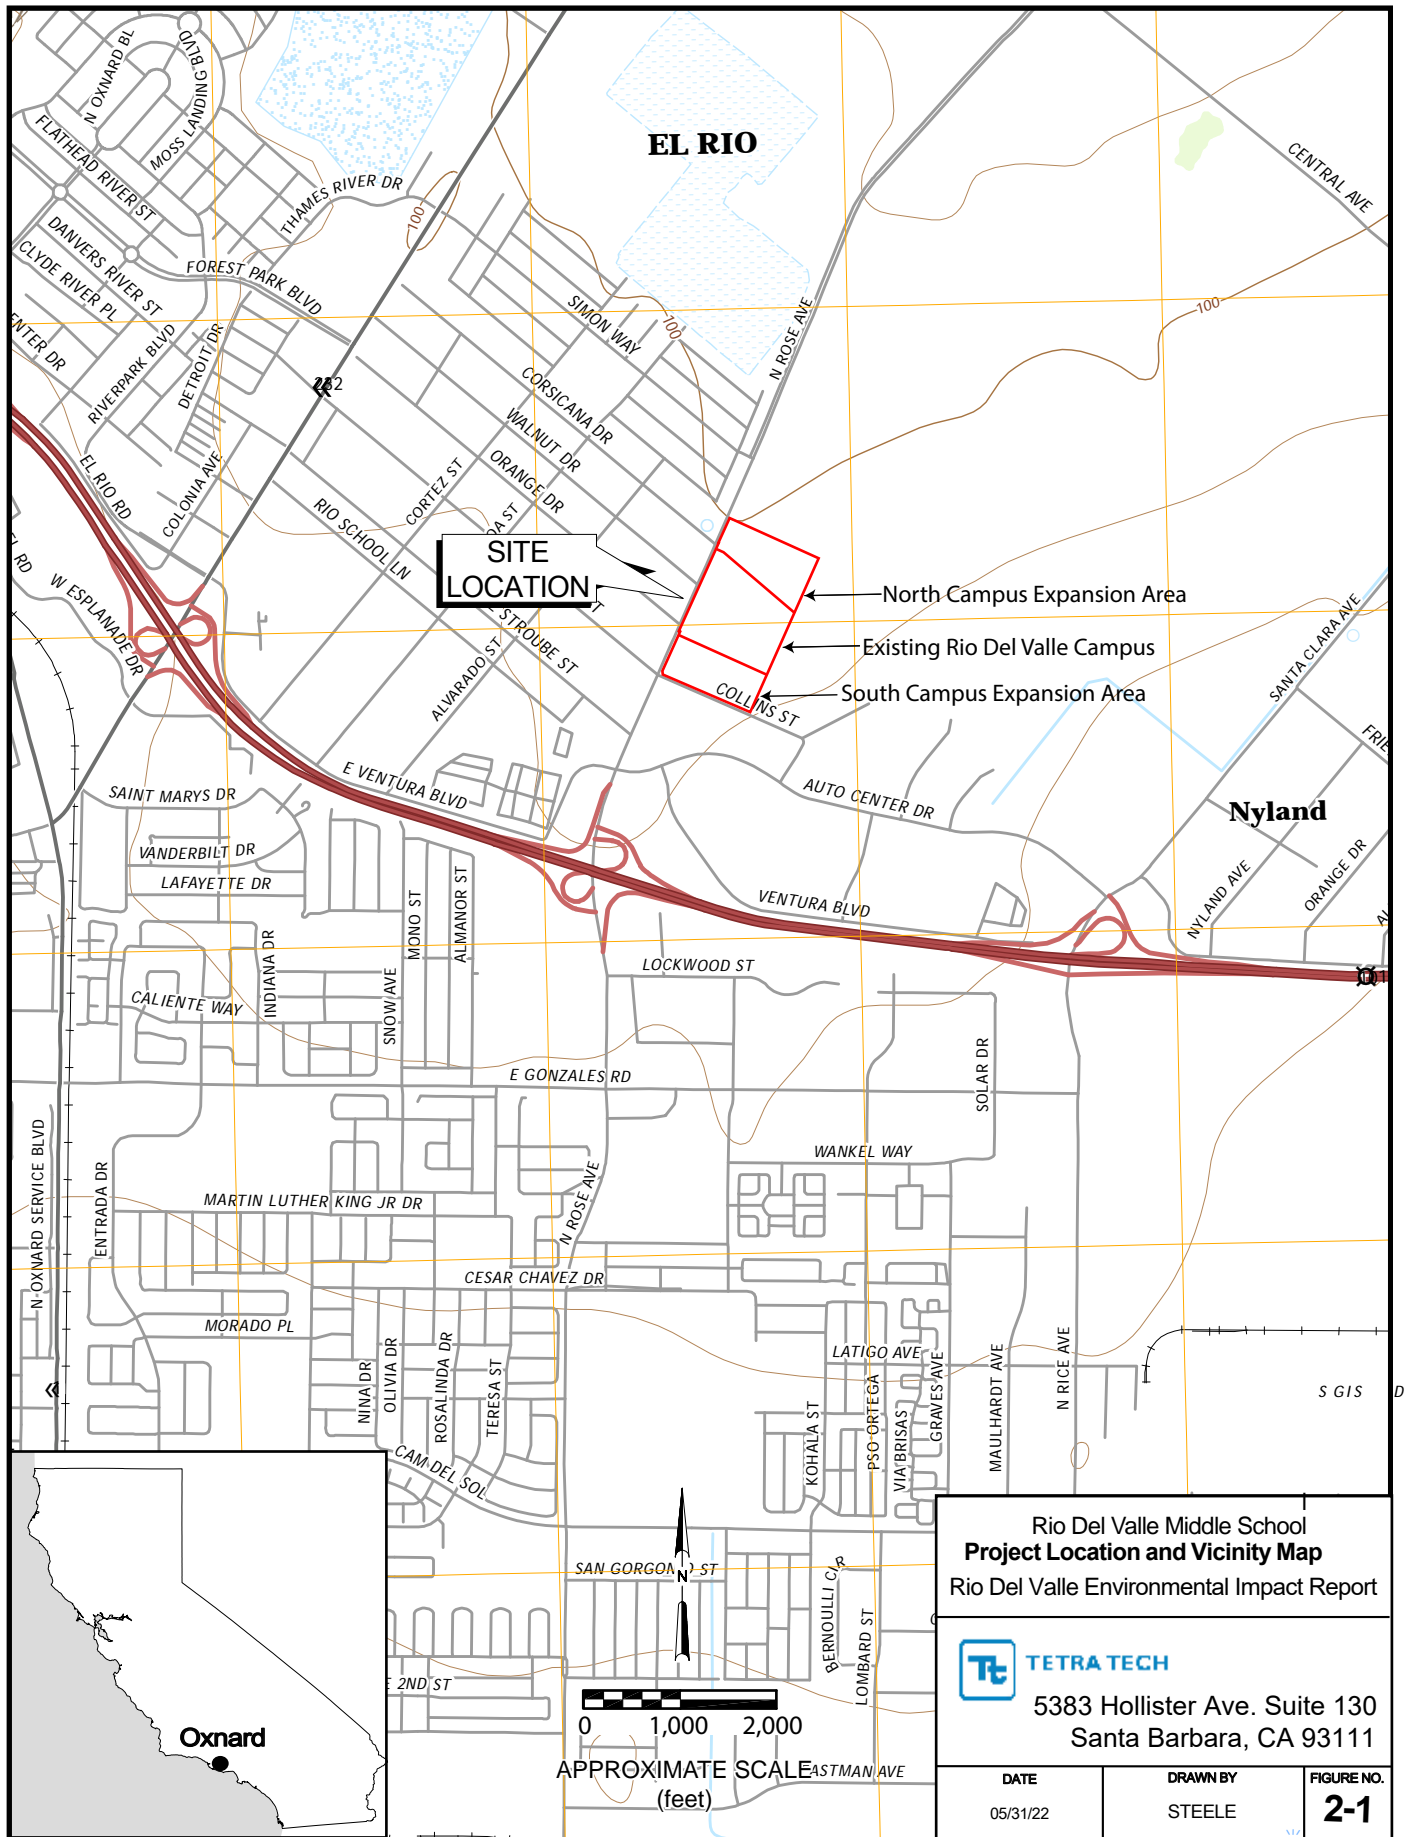 N OXNARD BL
MOSS LANDING BLVD
FLATHEAD RIVER ST
THAMES RIVER DR
DANVERS RIVER ST
CLYDE RIVER PL
FOREST PARK BLVD
ENTER DR
RIVERPARK BLVD
DETROIT DR
EL RIO
CENTRAL AVE
100
SIMON WAY
100
N ROSE AVE
100
232
CORSICANA DR
WALNUT DR
ORANGE DR
EL RIO RD
COLONIA AVE
CORTEZ ST
RIO SCHOOL LN
OA ST
SITE
LOCATION
EL RD
W ESPLANADE DR
STROUBE ST
ALVARADO ST
North Campus Expansion Area
Existing Rio Del Valle Campus
South Campus Expansion Area
COLLINS ST
SANTA CLARA AVE
FRIE
SAINT MARYS DR
E VENTURA BLVD
AUTO CENTER DR
Nyland
VANDERBILT DR
LAFAYETTE DR
MONO ST
ALMANOR ST
VENTURA BLVD
NYLAND AVE
ORANGE DR
INDIANA DR
CALIENTE WAY
SNOW AVE
LOCKWOOD ST
SOLAR DR
E GONZALES RD
N OXNARD SERVICE BLVD
ENTRADA DR
MARTIN LUTHER KING JR DR
N ROSE AVE
WANKEL WAY
CESAR CHAVEZ DR
MORADO PL
NINA DR
OLIVIA DR
ROSALINDA DR
TERESA ST
CAM DEL SOL
LATIGO AVE
KOHALA ST
PSO ORTEGA
VIA BRISAS
GRAVES AVE
MAULHARDT AVE
N RICE AVE
S GIS D
SAN GORGON O ST
N
BERNOULLI CIR
LOMBARD ST
E 2ND ST
ASTMAN AVE
Oxnard
0 1,000 2,000
APPROXIMATE SCALE
(feet)
Rio Del Valle Middle School
Project Location and Vicinity Map
Rio Del Valle Environmental Impact Report
Tt TETRA TECH
5383 Hollister Ave. Suite 130
Santa Barbara, CA 93111
DATE
05/31/22
DRAWN BY
STEELE
FIGURE NO.
2-1